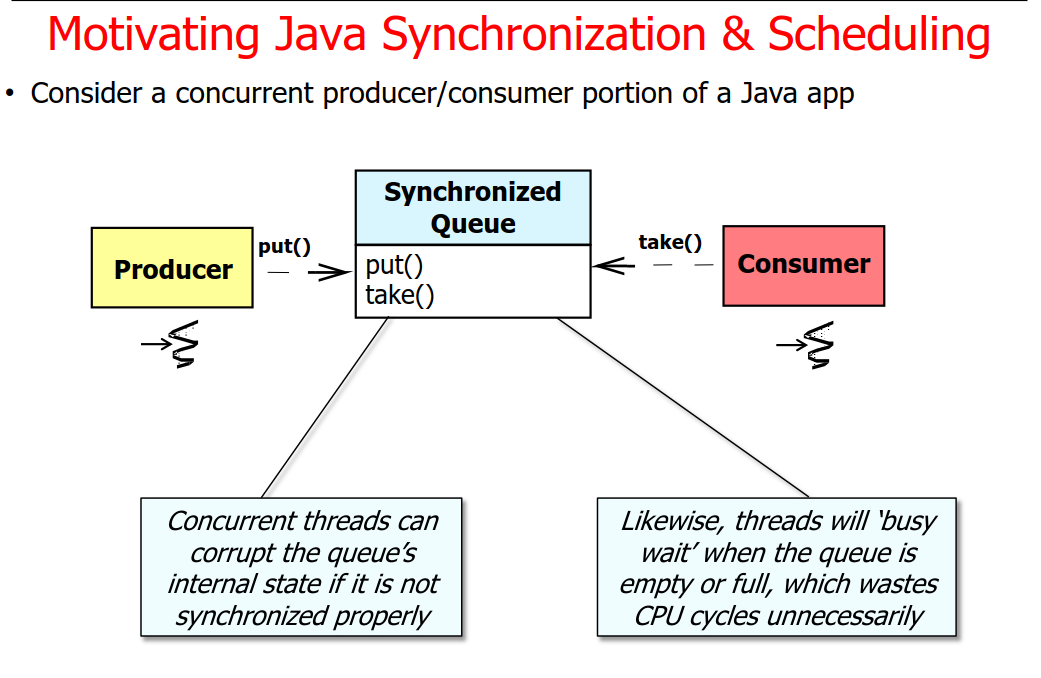 Motivating Java Synchronization & Scheduling
• Consider a concurrent producer/consumer portion of a Java app
Synchronized
Queue
put()
take()
Producer
put()
take()
Consumer
Concurrent threads can
corrupt the queue's
internal state if it is not
synchronized properly
Likewise, threads will ‘busy
wait’ when the queue is
empty or full, which wastes
CPU cycles unnecessarily